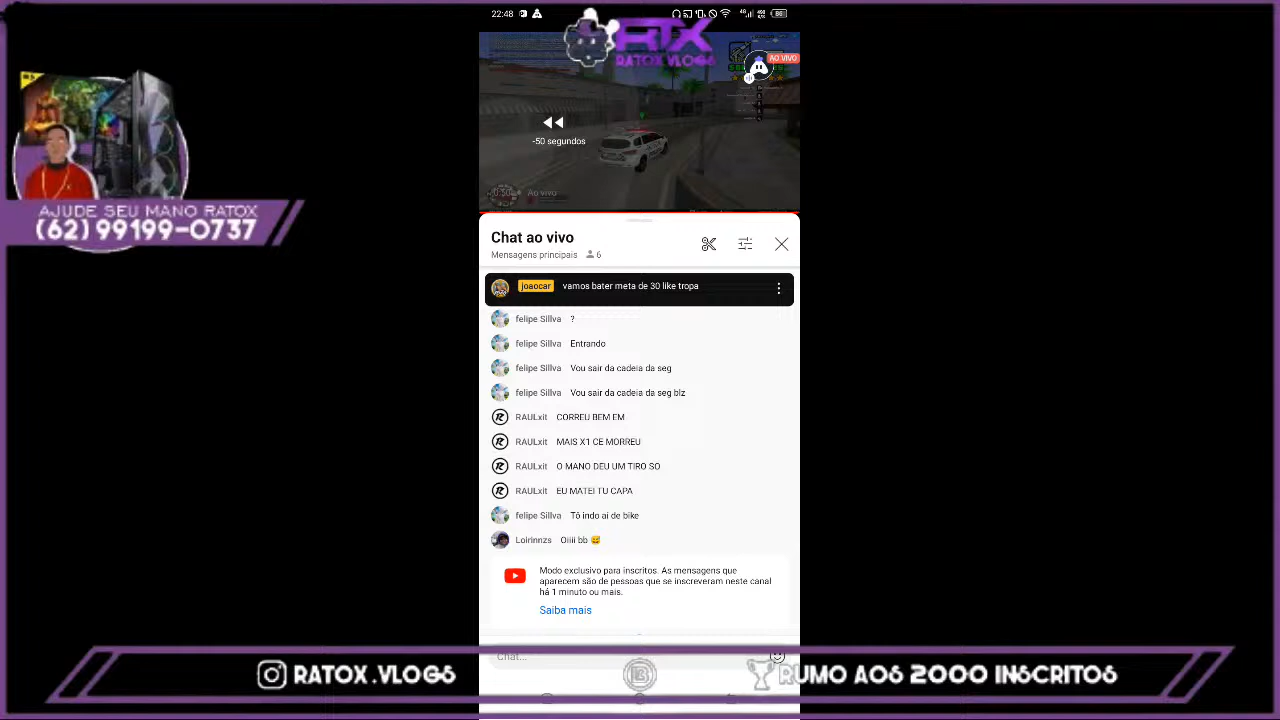 22:48
RTX
RATOX.VLOGS
AO VIVO
-50 segundos
0:50
Ao vivo
AJUDE SEU MANO RATOX
(62) 99199-0737
Chat ao vivo
Mensagens principais 6
joaocar vamos bater meta de 30 like tropa
felipe Sillva ?
felipe Sillva Entrando
felipe Sillva Vou sair da cadeia da seg
felipe Sillva Vou sair da cadeia da seg blz
RAULxit CORREU BEM EM
RAULxit MAIS X1 CE MORREU
RAULxit O MANO DEU UM TIRO SO
RAULxit EU MATEI TU CAPA
felipe Sillva Tô indo aí de bike
Loirinnzs Oiiii bb 😅
Modo exclusivo para inscritos. As mensagens que
aparecem são de pessoas que se inscreveram neste canal
há 1 minuto ou mais.
Saiba mais
Chat...
RATOX.VLOGS
RUMO AOS 2000 INSCRITOS